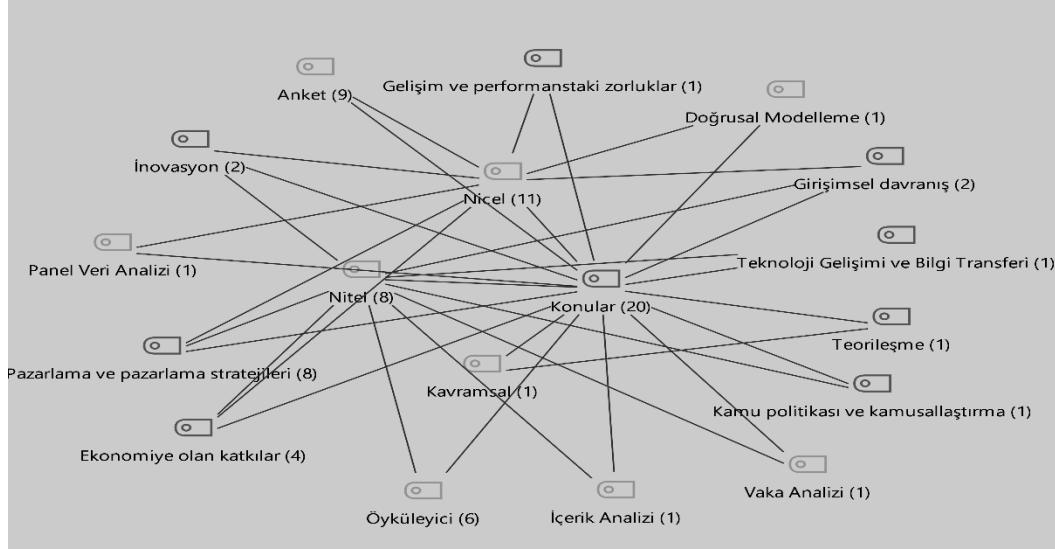 Gelişim ve performanstaki zorluklar (1)
Anket (9)
Doğrusal Modelleme (1)
İnovasyon (2)
Girişimsel davranış (2)
Nicel (11)
Panel Veri Analizi (1)
Teknoloji Gelişimi ve Bilgi Transferi (1)
Nitel (8)
Konular (20)
Teorileşme (1)
Pazarlama ve pazarlama stratejileri (8)
Kavramsal (1)
Kamu politikası ve kamusallaştırma (1)
Ekonomiye olan katkılar (4)
Vaka Analizi (1)
Öyküleyici (6)
İçerik Analizi (1)